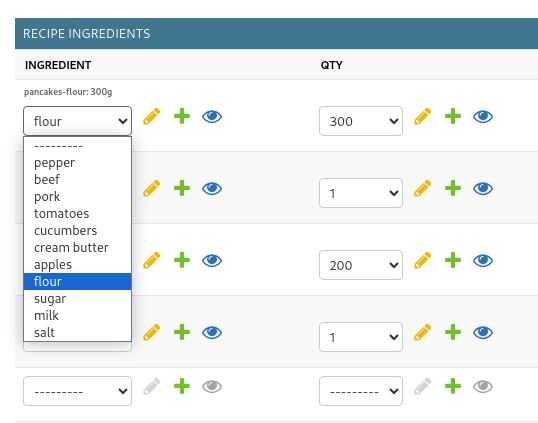 RECIPE INGREDIENTS
INGREDIENT QTY
pancakes-flour: 300g
flour 300
---------
pepper
beef
pork
tomatoes
cucumbers
cream butter
apples
flour
sugar
milk
salt
1
200
1
--------- ---------